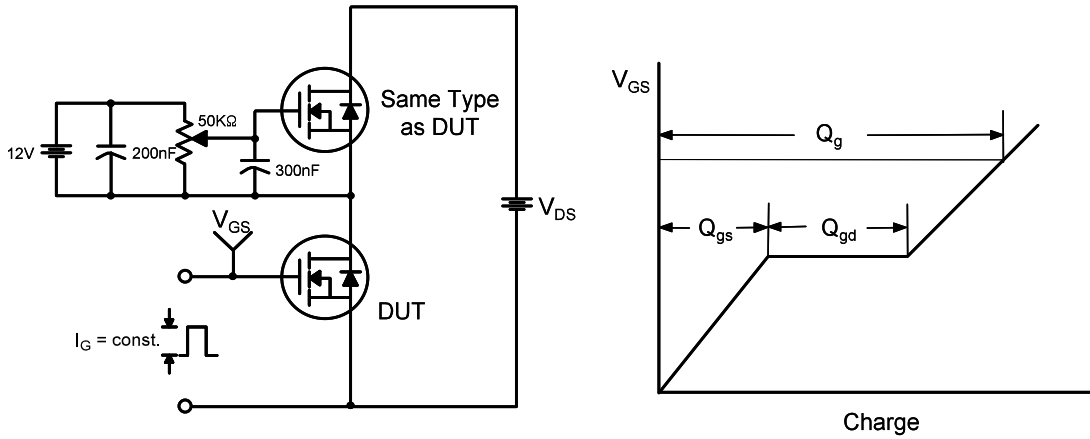 Same Type
as DUT
50KΩ
12V
200nF
300nF
V_GS
V_DS
DUT
I_G = const.
V_GS
Q_g
Q_gs
Q_gd
Charge